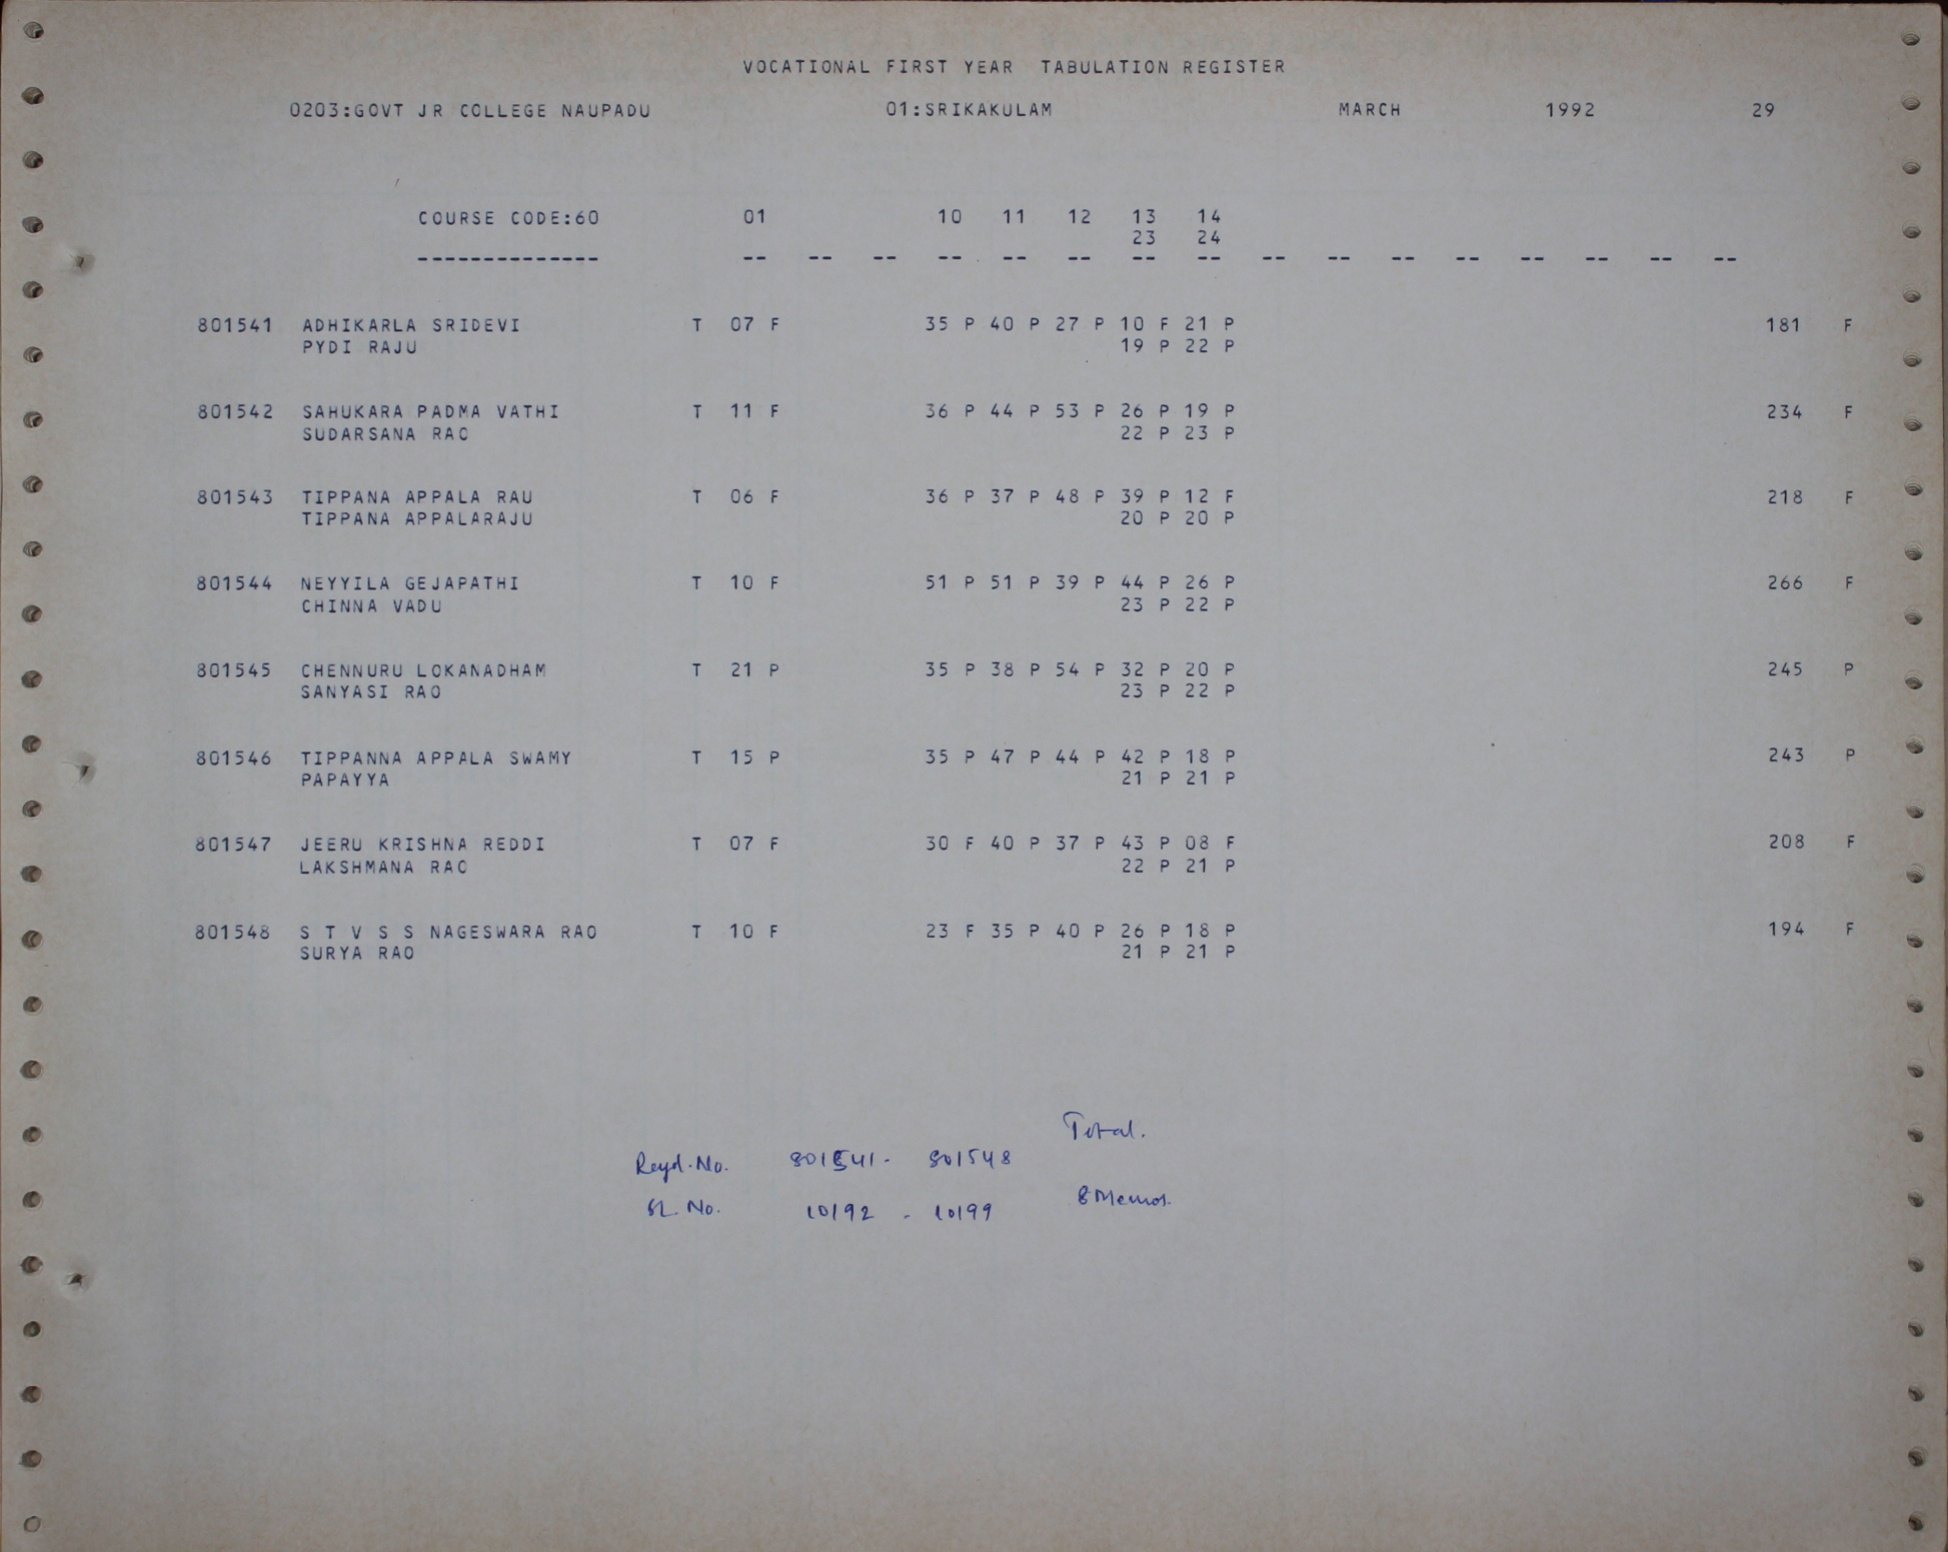 VOCATIONAL FIRST YEAR TABULATION REGISTER
0203:GOVT JR COLLEGE NAUPADU 01:SRIKAKULAM MARCH 1992 29
COURSE CODE:60 01 10 11 12 13 14
23 24
-------------- -- -- -- -- -- -- -- -- -- -- -- -- -- -- -- --
801541 ADHIKARLA SRIDEVI T 07 F 35 P 40 P 27 P 10 F 21 P 181 F
PYDI RAJU 19 P 22 P
801542 SAHUKARA PADMA VATHI T 11 F 36 P 44 P 53 P 26 P 19 P 234 F
SUDARSANA RAO 22 P 23 P
801543 TIPPANA APPALA RAU T 06 F 36 P 37 P 48 P 39 P 12 F 218 F
TIPPANA APPALARAJU 20 P 20 P
801544 NEYYILA GEJAPATHI T 10 F 51 P 51 P 39 P 44 P 26 P 266 F
CHINNA VADU 23 P 22 P
801545 CHENNURU LOKANADHAM T 21 P 35 P 38 P 54 P 32 P 20 P 245 P
SANYASI RAO 23 P 22 P
801546 TIPPANNA APPALA SWAMY T 15 P 35 P 47 P 44 P 42 P 18 P 243 P
PAPAYYA 21 P 21 P
801547 JEERU KRISHNA REDDI T 07 F 30 F 40 P 37 P 43 P 08 F 208 F
LAKSHMANA RAO 22 P 21 P
801548 S T V S S NAGESWARA RAO T 10 F 23 F 35 P 40 P 26 P 18 P 194 F
SURYA RAO 21 P 21 P
Total.
Regd. No. 801541 - 801548
SL. No. 10192 - 10199 8 Memos.